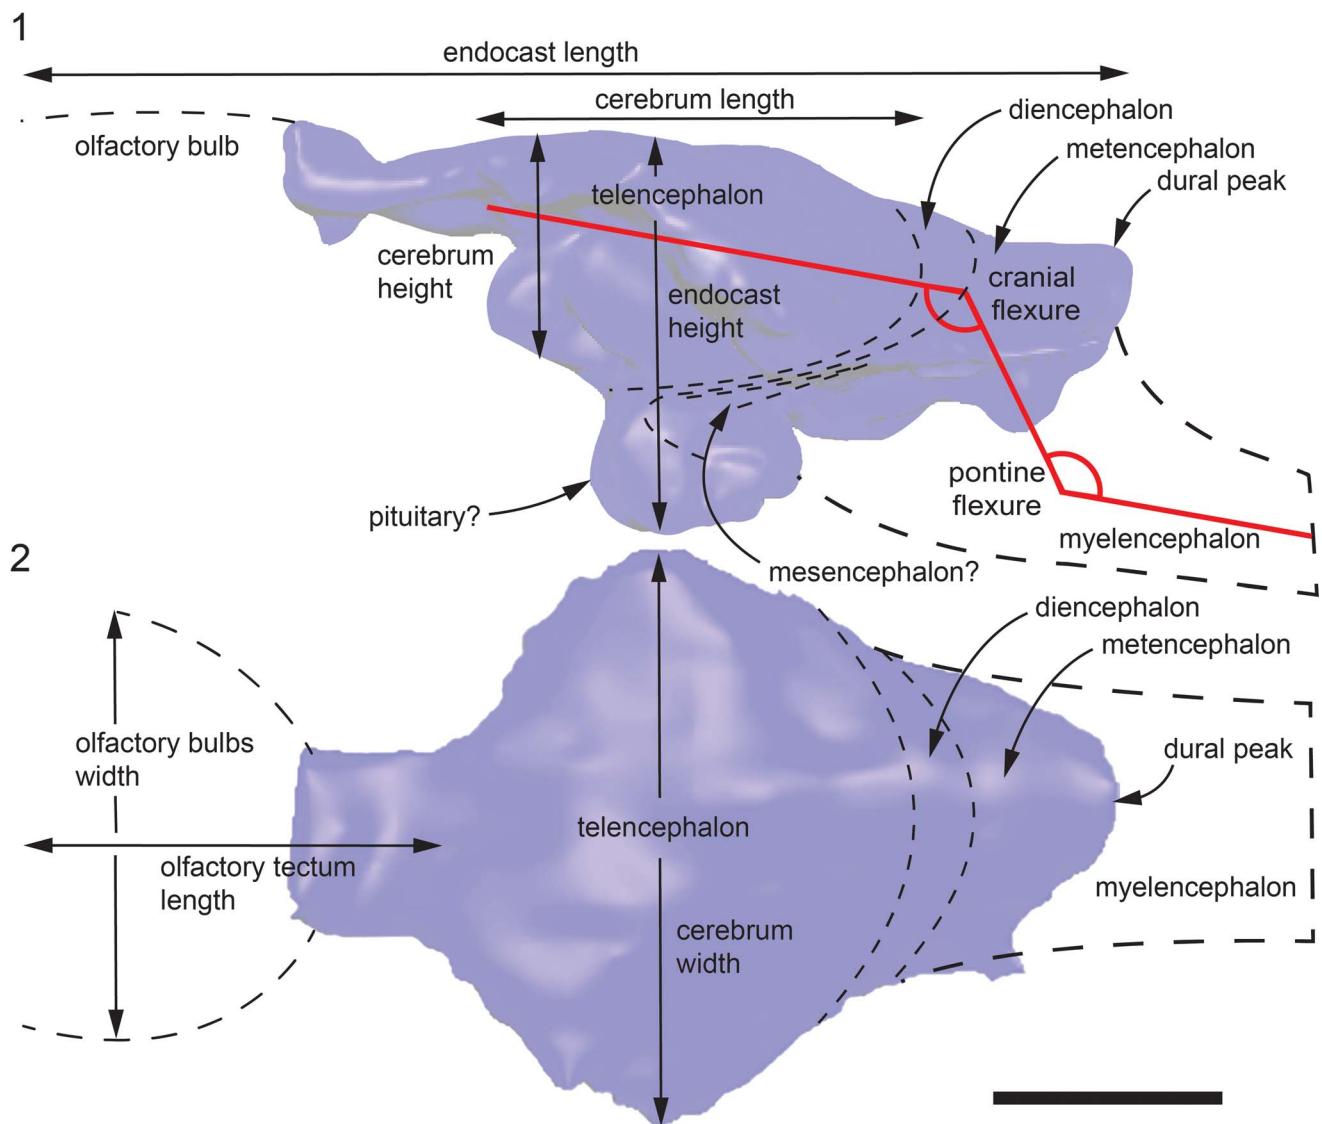 1
endocast length
cerebrum length
diencephalon
olfactory bulb
metencephalon
dural peak
telencephalon
cerebrum
height
endocast
height
cranial
flexure
pontine
flexure
pituitary?
myelencephalon
mesencephalon?
2
diencephalon
metencephalon
olfactory bulbs
width
dural peak
telencephalon
olfactory tectum
length
myelencephalon
cerebrum
width